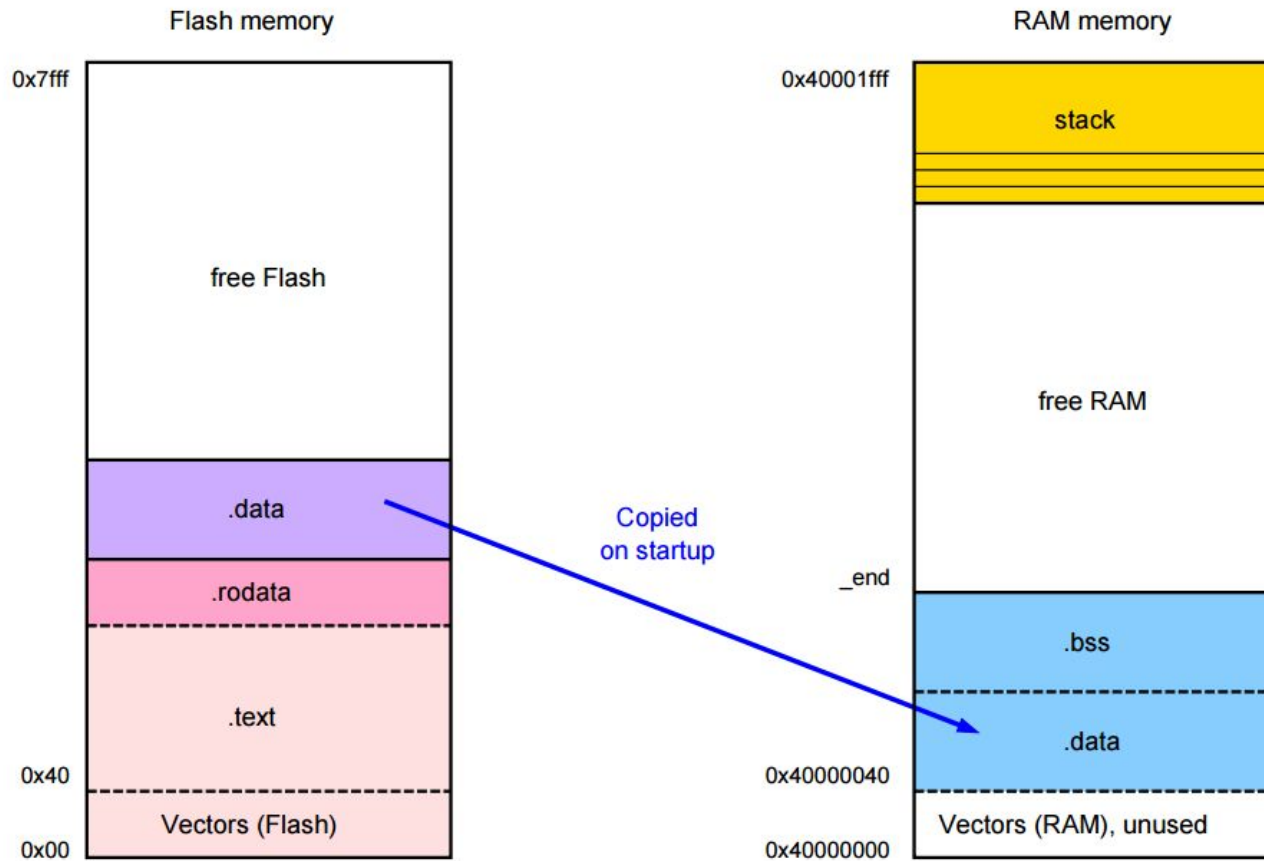 Flash memory
0x7fff
free Flash
.data
.rodata
.text
0x40
Vectors (Flash)
0x00
Copied
on startup
RAM memory
0x40001fff
stack
free RAM
_end
.bss
.data
0x40000040
Vectors (RAM), unused
0x40000000